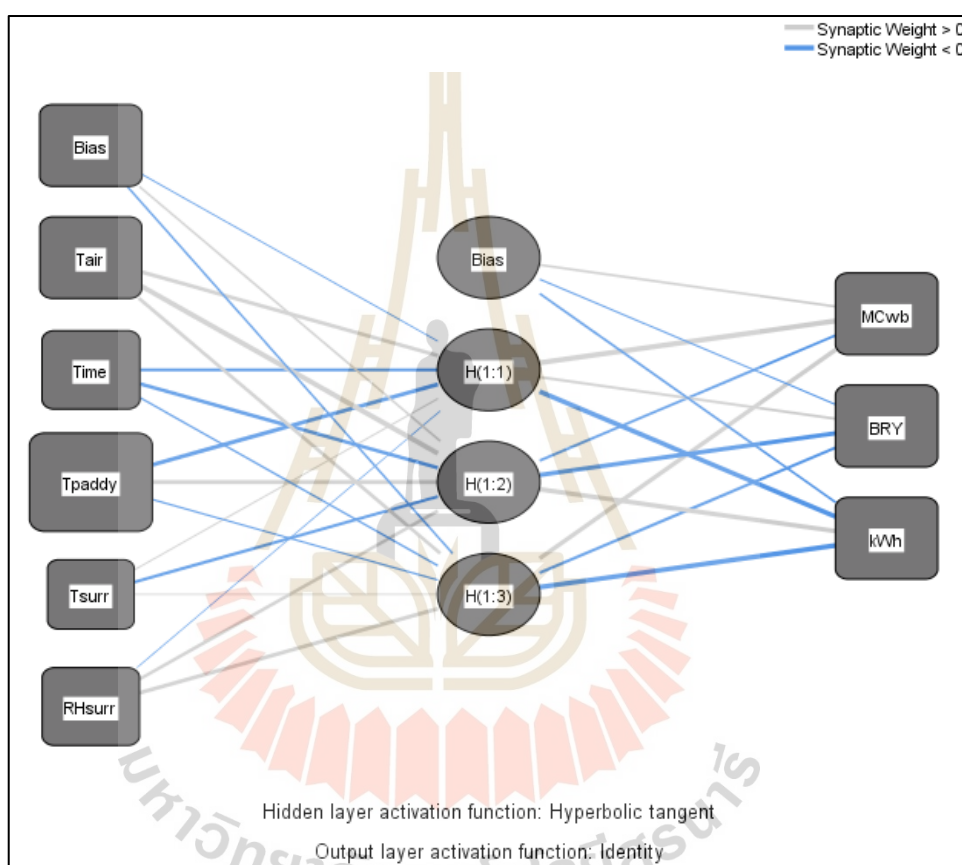 Synaptic Weight > 0
Synaptic Weight < 0
Bias
Tair
Time
Tpaddy
Tsurr
RHsurr
Bias
H(1:1)
H(1:2)
H(1:3)
MCwb
BRY
kWh
Hidden layer activation function: Hyperbolic tangent
Output layer activation function: Identity